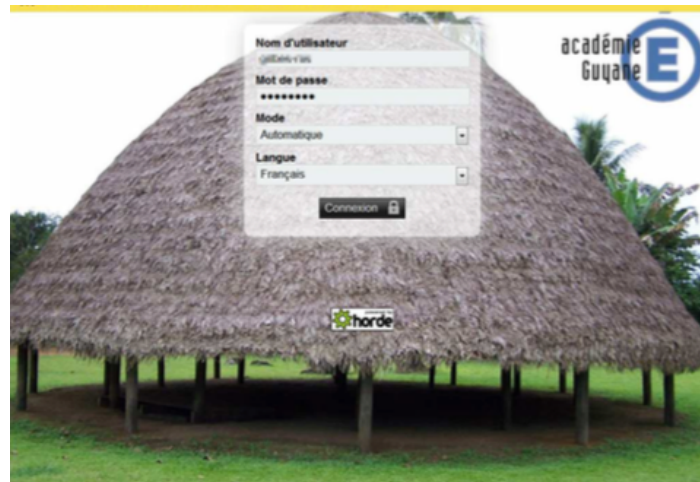 Nom d'utilisateur
Mot de passe
Mode
Automatique
Langue
Français
Connexion
académie
Guyane
horde